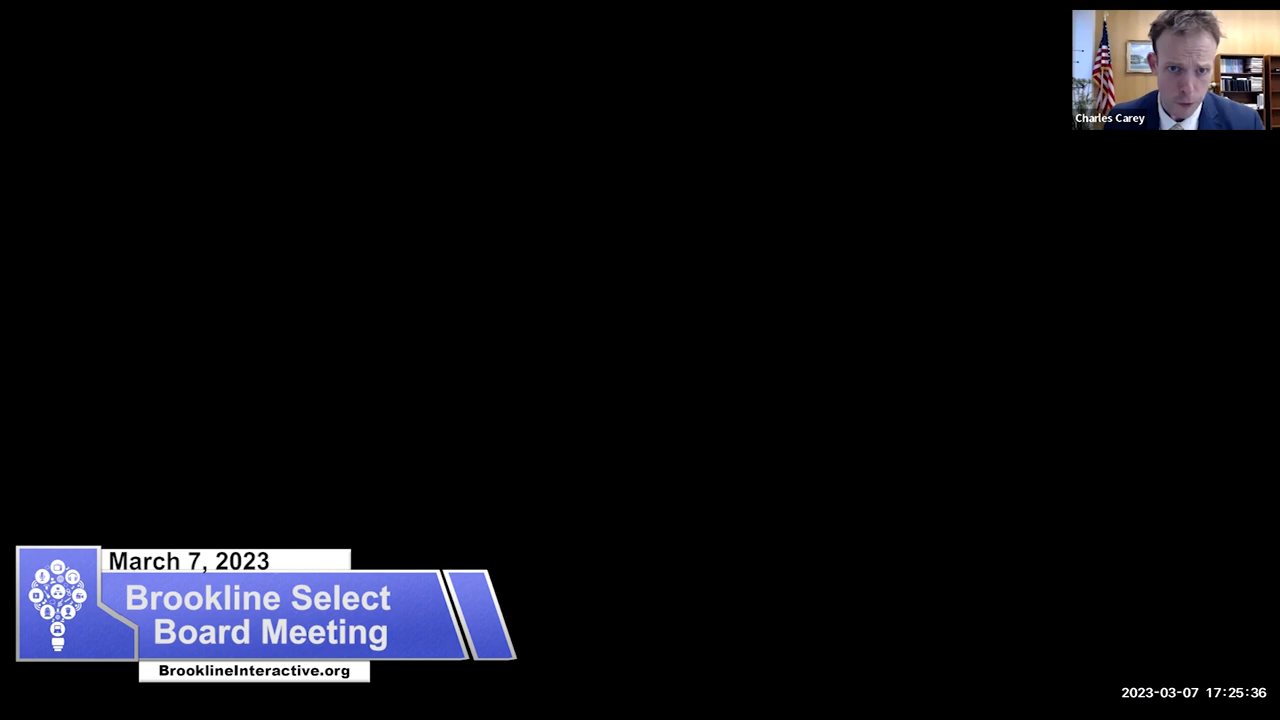 Charles Carey
March 7, 2023
Brookline Select
Board Meeting
BrooklineInteractive.org
2023-03-07 17:25:36